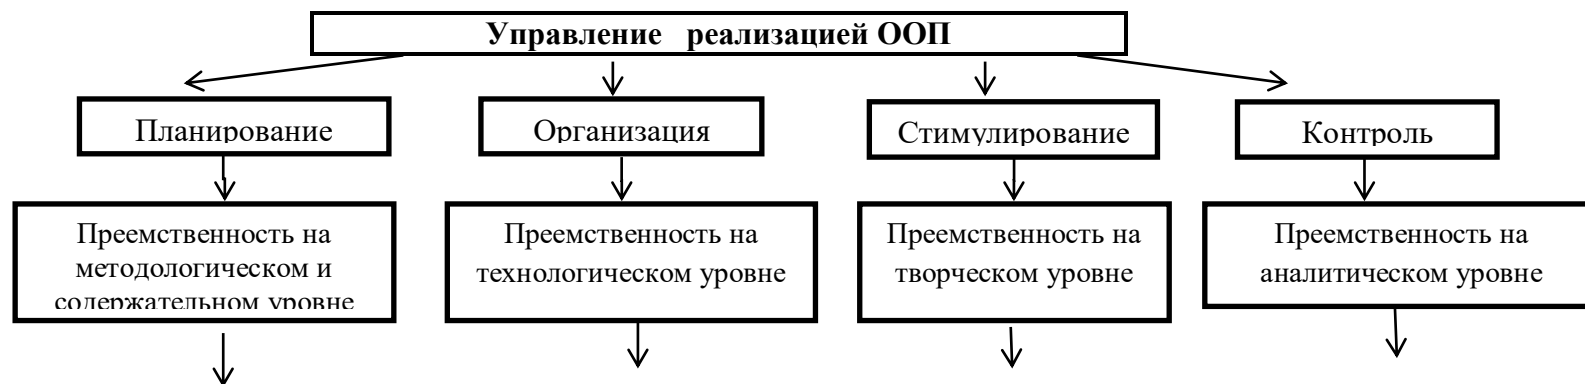 Управление реализацией ООП
Планирование
Организация
Стимулирование
Контроль
Преемственность на
методологическом и
содержательном уровне
Преемственность на
технологическом уровне
Преемственность на
творческом уровне
Преемственность на
аналитическом уровне